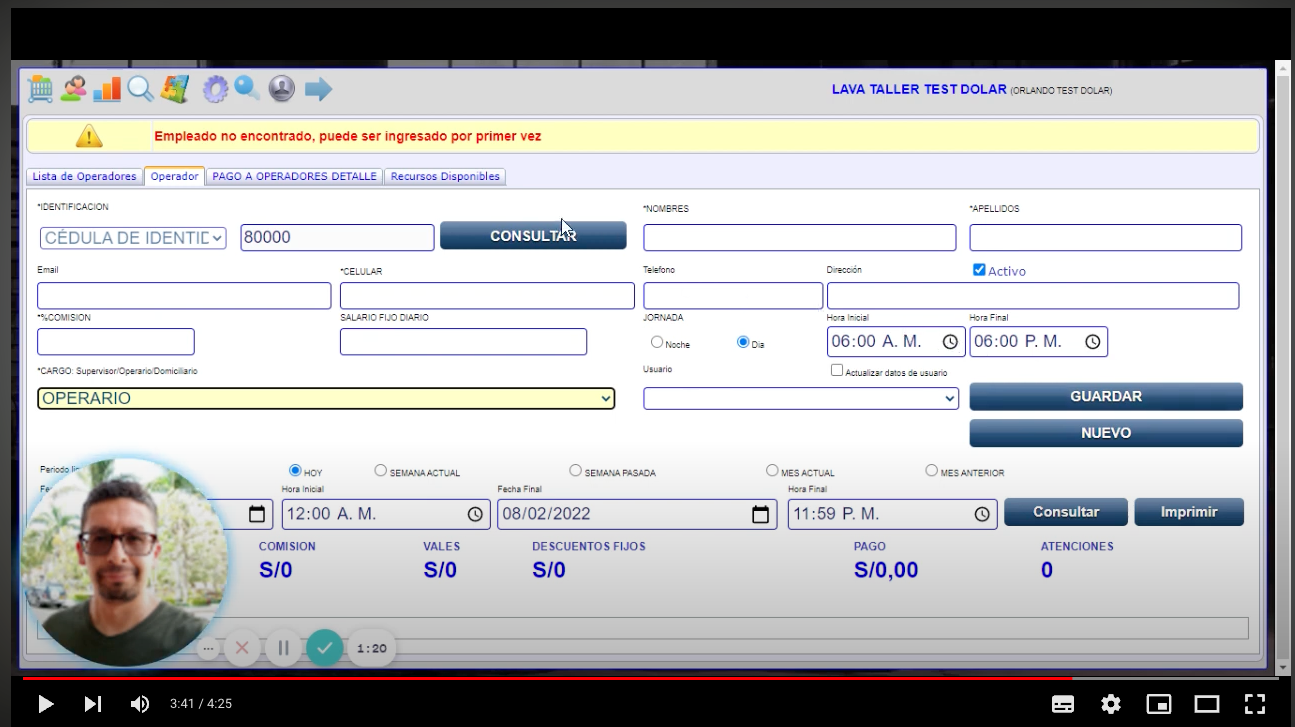 LAVA TALLER TEST DOLAR (ORLANDO TEST DOLAR)
Empleado no encontrado, puede ser ingresado por primer vez
Lista de Operadores Operador PAGO A OPERADORES DETALLE Recursos Disponibles
*IDENTIFICACION *NOMBRES *APELLIDOS
CÉDULA DE IDENTID 80000 CONSULTAR
Email *CELULAR Telefono Dirección Activo
*%COMISION SALARIO FIJO DIARIO JORNADA Hora Inicial Hora Final
Noche Dia 06:00 A. M. 06:00 P. M.
*CARGO: Supervisor/Operario/Domiciliario Usuario Actualizar datos de usuario
OPERARIO GUARDAR
NUEVO
Periodo HOY SEMANA ACTUAL SEMANA PASADA MES ACTUAL MES ANTERIOR
Hora Inicial Fecha Final Hora Final
12:00 A. M. 08/02/2022 11:59 P. M. Consultar Imprimir
COMISION VALES DESCUENTOS FIJOS PAGO ATENCIONES
S/0 S/0 S/0 S/0,00 0
1:20
3:41 / 4:25